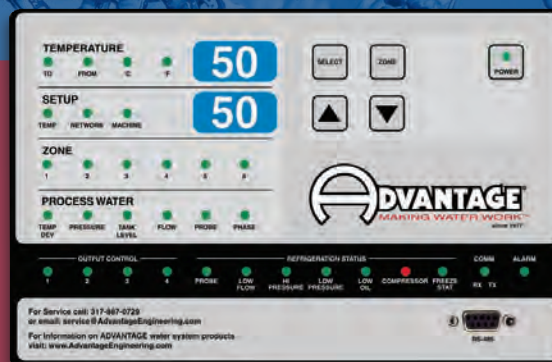 TEMPERATURE
TO FROM C F
50
SELECT ZONE
POWER
SETUP
TEMP NETWORK MACHINE
50
ZONE
1 2 3 4 5 6
PROCESS WATER
TEMP DEV PRESSURE TANK LEVEL FLOW PROBE PHASE
ADVANTAGE
MAKING WATER WORK™
since 1977
OUTPUT CONTROL REFRIGERATION STATUS COMM ALARM
1 2 3 4 PROBE LOW FLOW HI PRESSURE LOW PRESSURE LOW OIL COMPRESSOR FREEZE STAT RX TX
For Service call: 317-887-0729
or email: service@AdvantageEngineering.com
For information on ADVANTAGE water system products
visit: www.AdvantageEngineering.com
RS-485